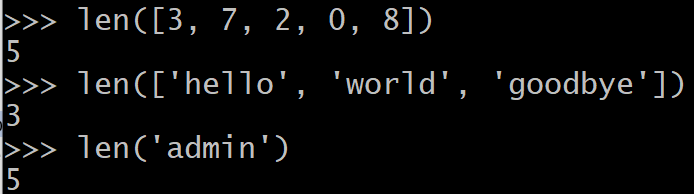 >>> len([3, 7, 2, 0, 8])
5
>>> len(['hello', 'world', 'goodbye'])
3
>>> len('admin')
5